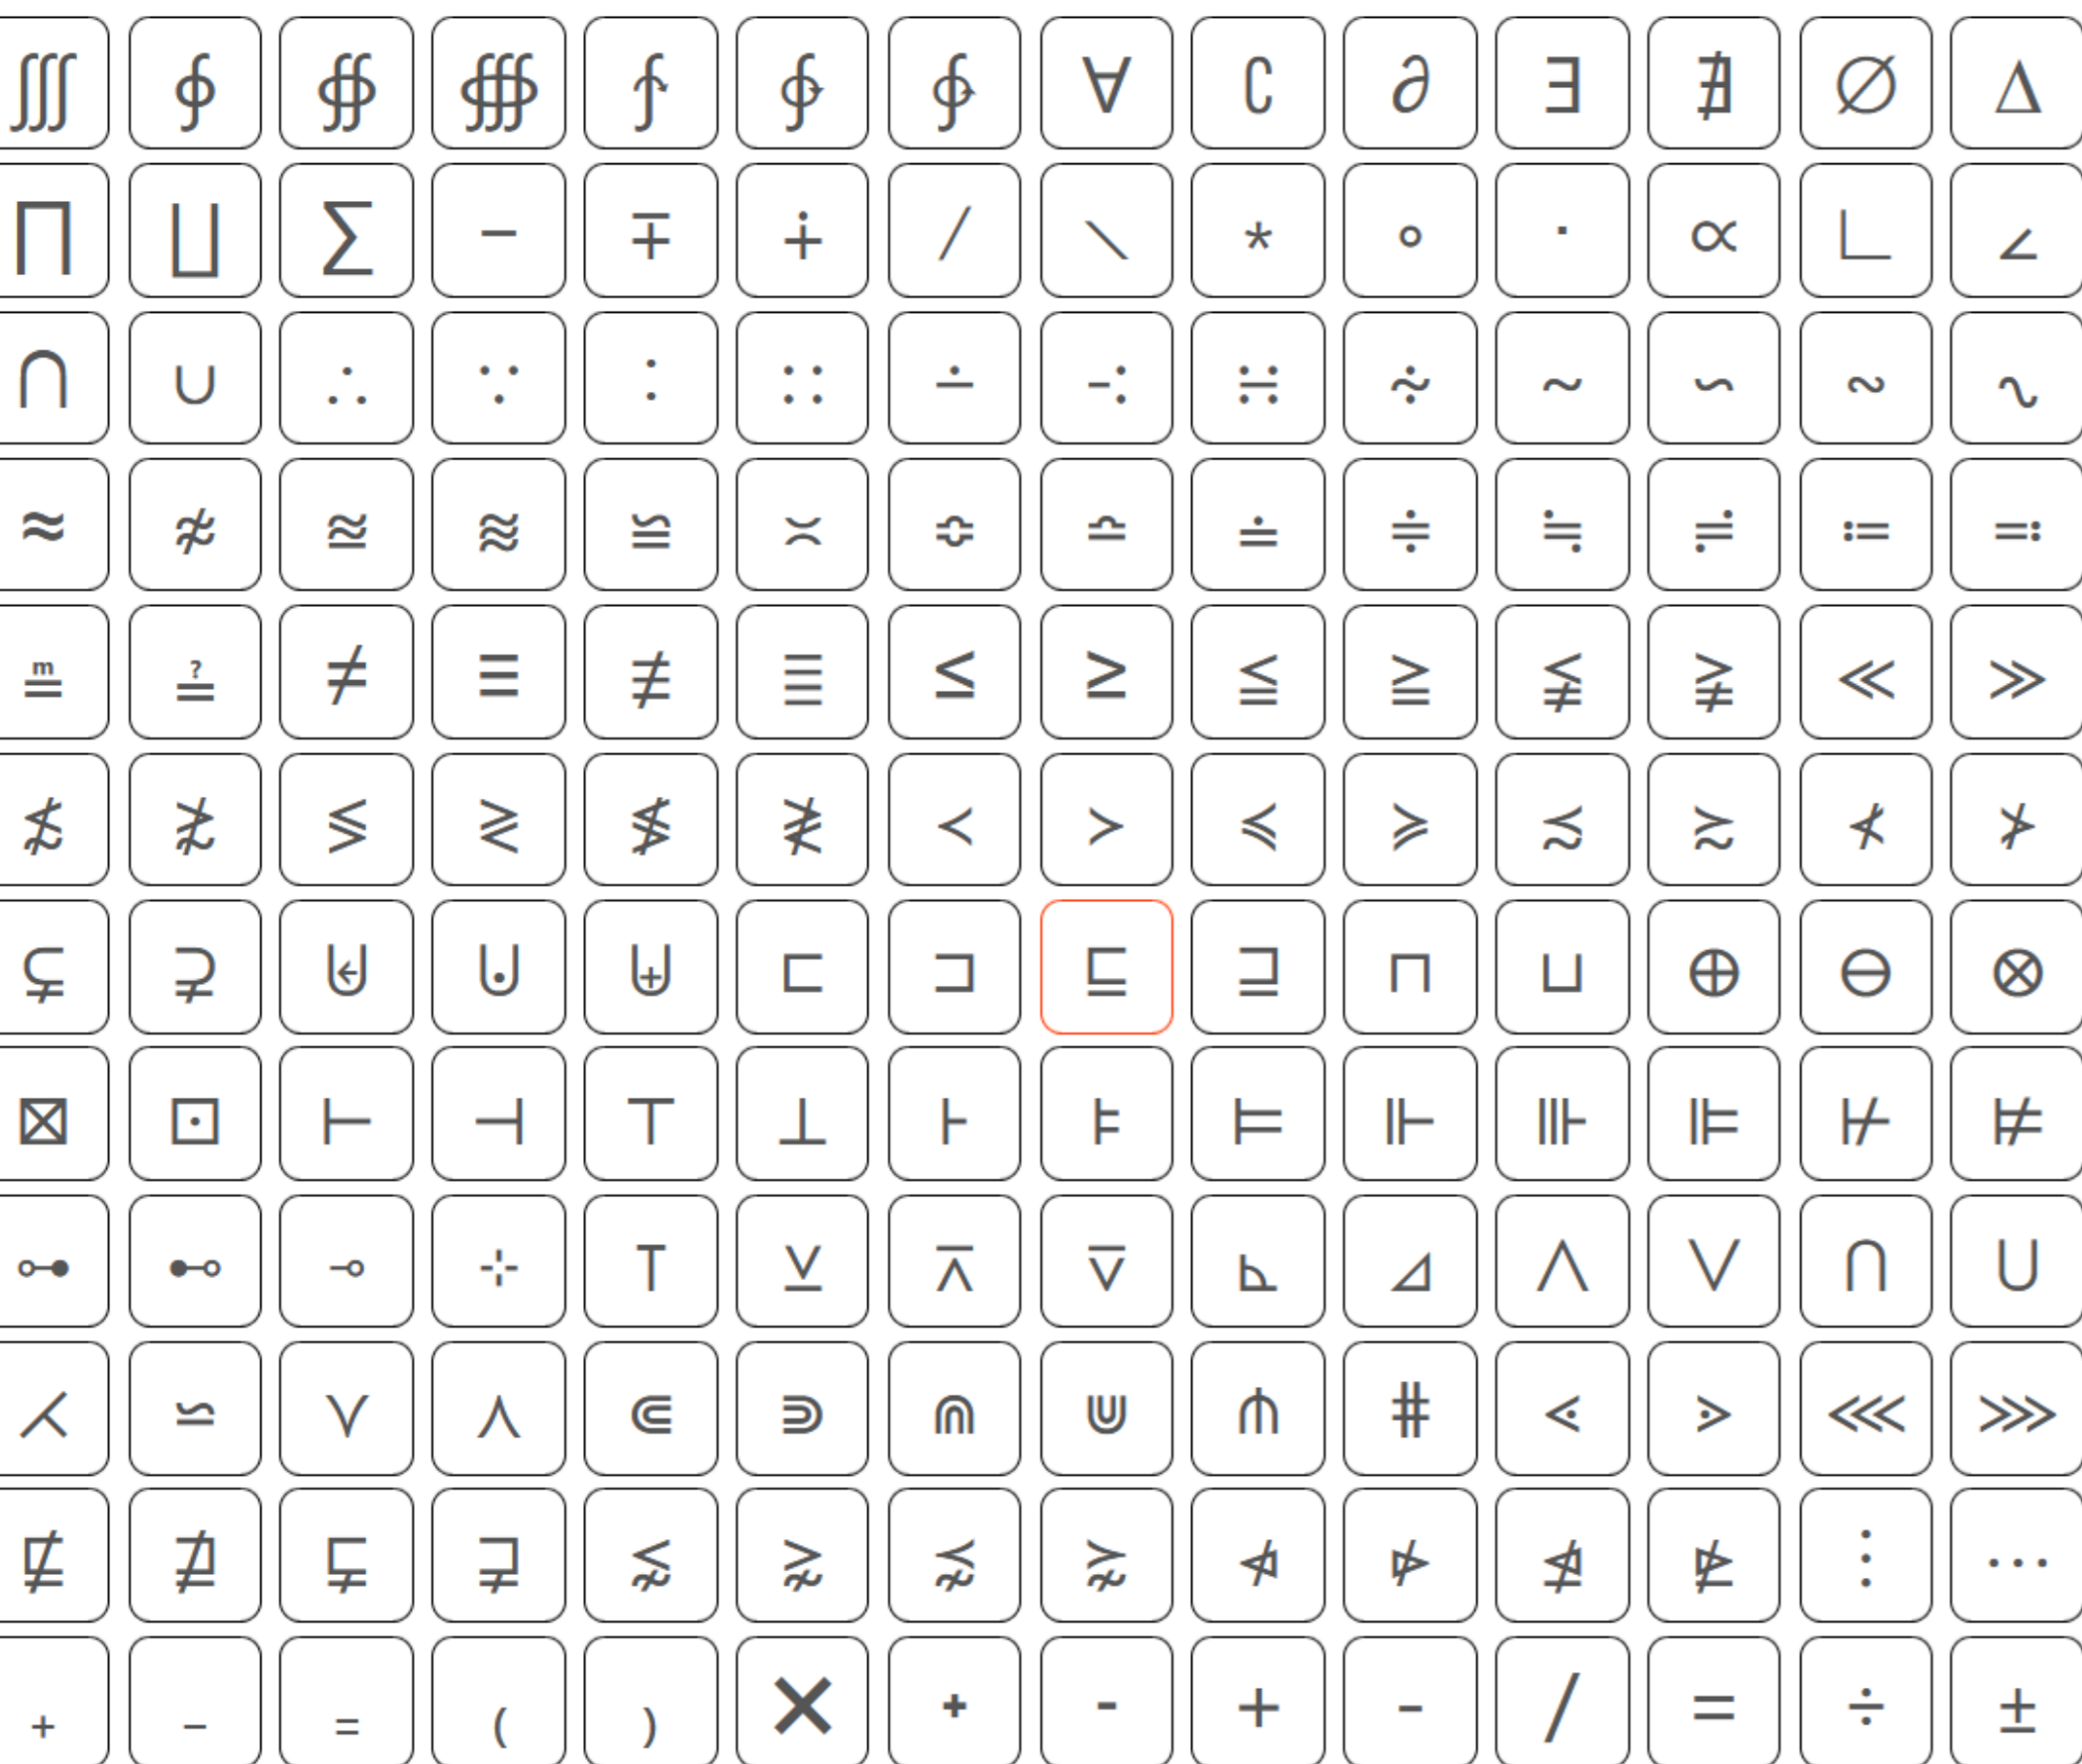 ∭ ∮ ∯ ∰ ∱ ∲ ∳ ∀ ∁ ∂ ∃ ∄ ∅ ∆
∏ ∐ ∑ − ∓ ∔ ∕ ∖ ∗ ∘ ∙ ∝ ∟ ∠
∩ ∪ ∴ ∵ ∶ ∷ ∸ ∹ ∺ ∻ ∼ ∽ ∾ ∿
≈ ≉ ≊ ≋ ≌ ≍ ≎ ≏ ≐ ≑ ≒ ≓ ≔ ≕
≞ ≟ ≠ ≡ ≢ ≣ ≤ ≥ ≦ ≧ ≨ ≩ ≪ ≫
≴ ≵ ≶ ≷ ≸ ≹ ≺ ≻ ≼ ≽ ≾ ≿ ⊀ ⊁
⊊ ⊋ ⊌ ⊍ ⊎ ⊏ ⊐ ⊑ ⊒ ⊓ ⊔ ⊕ ⊖ ⊗
⊠ ⊡ ⊢ ⊣ ⊤ ⊥ ⊦ ⊧ ⊨ ⊩ ⊪ ⊫ ⊬ ⊭
⊶ ⊷ ⊸ ⊹ ⊺ ⊻ ⊼ ⊽ ⊾ ⊿ ⋀ ⋁ ⋂ ⋃
⋌ ⋍ ⋎ ⋏ ⋐ ⋑ ⋒ ⋓ ⋔ ⋕ ⋖ ⋗ ⋘ ⋙
⋢ ⋣ ⋤ ⋥ ⋦ ⋧ ⋨ ⋩ ⋪ ⋫ ⋬ ⋭ ⋮ ⋯
₊ ₋ ₌ ₍ ₎ ✕ ﹢ ﹣ + - / = ÷ ±